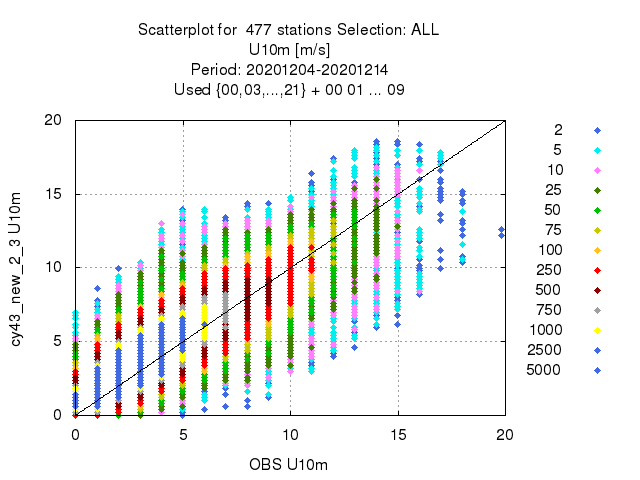 Scatterplot for 477 stations Selection: ALL
U10m [m/s]
Period: 20201204-20201214
Used {00,03,...,21} + 00 01 ... 09
20
15
10
5
0
0 5 10 15 20
cy43_new_2_3 U10m
OBS U10m
2
5
10
25
50
75
100
250
500
750
1000
2500
5000